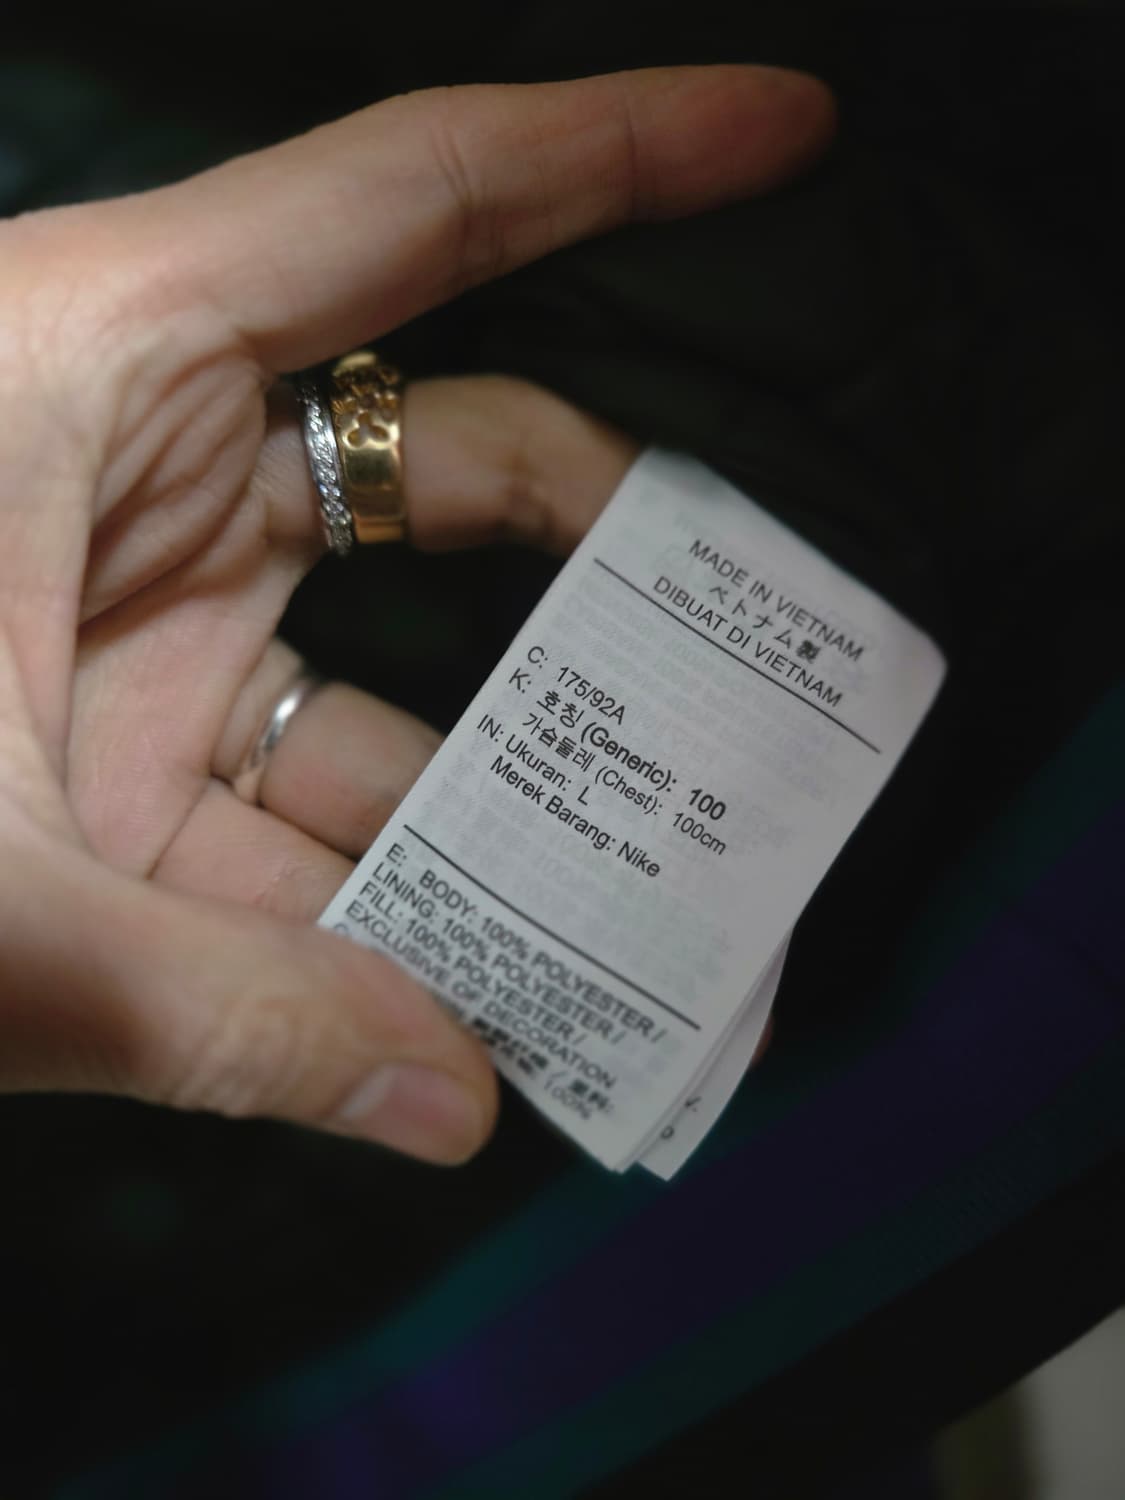 MADE IN VIETNAM
ベトナム製
DIBUAT DI VIETNAM
C: 175/92A
K: 호칭 (Generic): 100
가슴둘레 (Chest): 100cm
IN: Ukuran: L
Merek Barang: Nike
E: BODY: 100% POLYESTER /
LINING: 100% POLYESTER /
FILL: 100% POLYESTER /
EXCLUSIVE OF DECORATION
100%